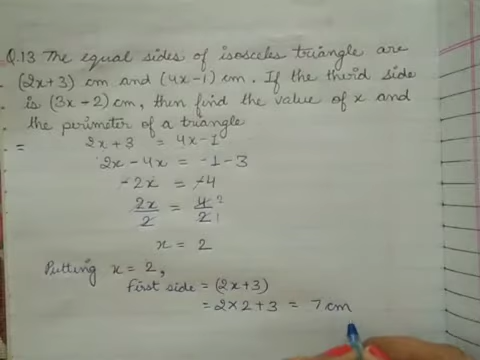 Q.13 The equal sides of isosceles triangle are
(2x+3) cm and (4x-1) cm. If the third side
is (3x+2) cm, then find the value of x and
the perimeter of a triangle
= 2x+3 = 4x-1
2x-4x = -1-3
-2x = -4
2x/2 = 4/2 2 1
x = 2
Putting x = 2,
First side = (2x+3)
= 2×2+3 = 7 cm